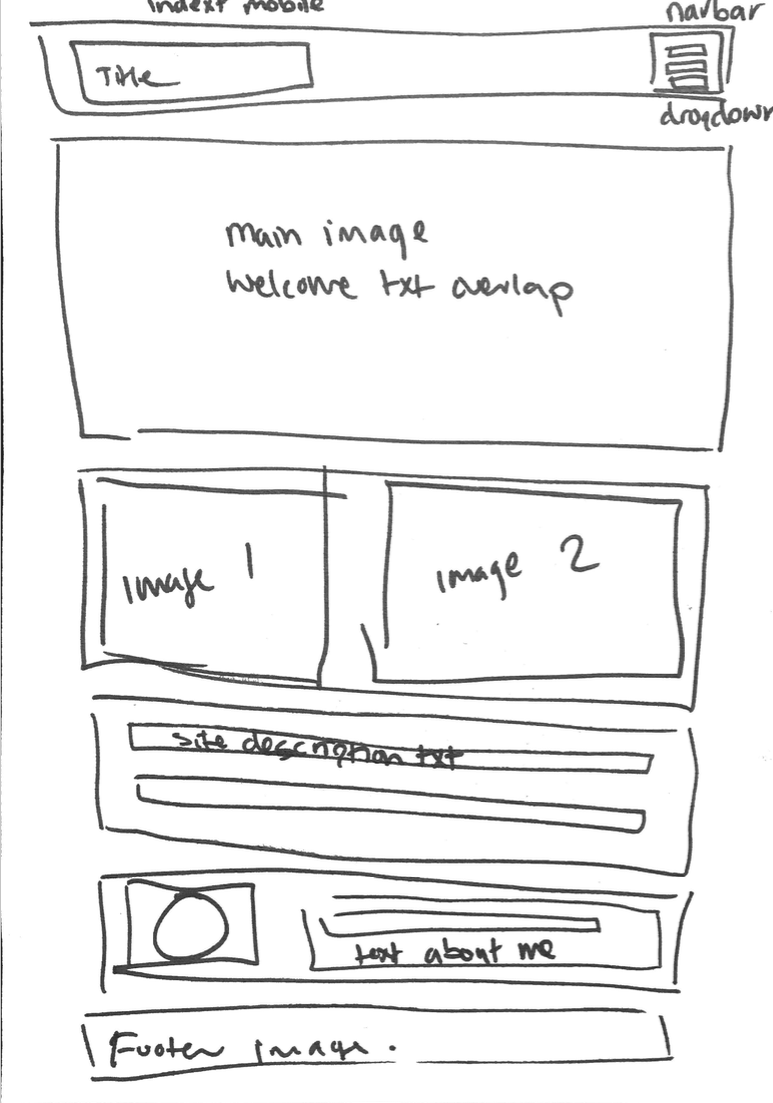 index mobile
navbar
Title
dropdown
main image
welcome txt overlap
image 1
image 2
site description txt
text about me
Footer image.